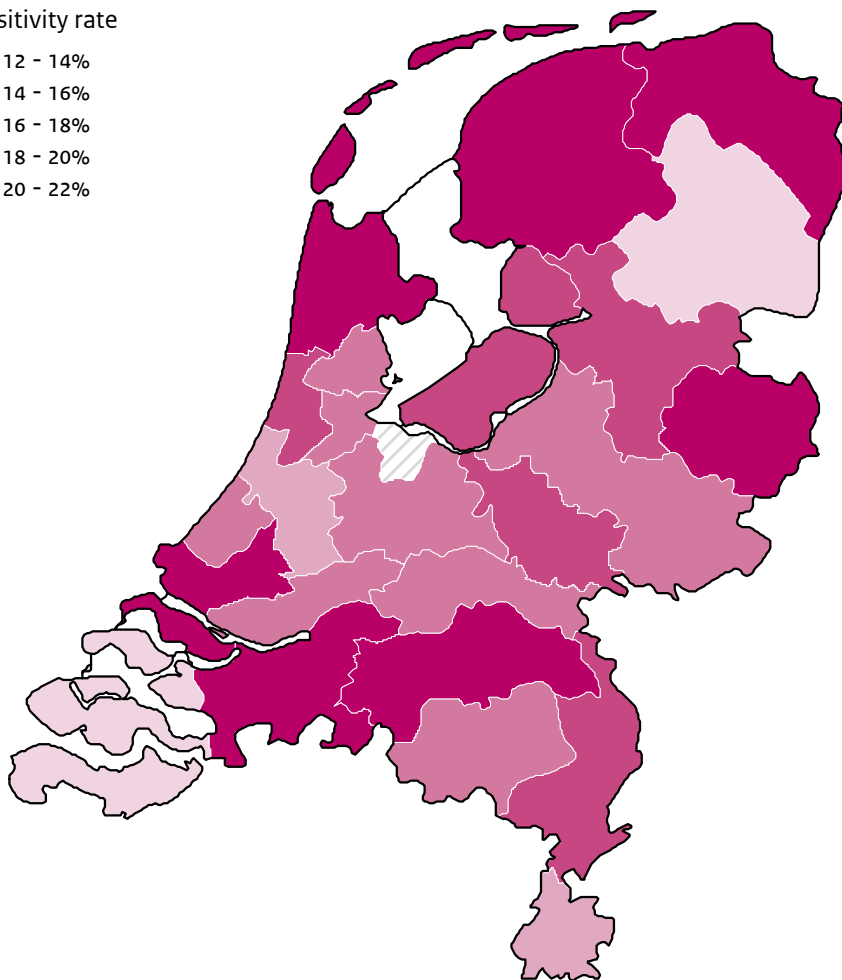 sitivity rate
12 - 14%
14 - 16%
16 - 18%
18 - 20%
20 - 22%